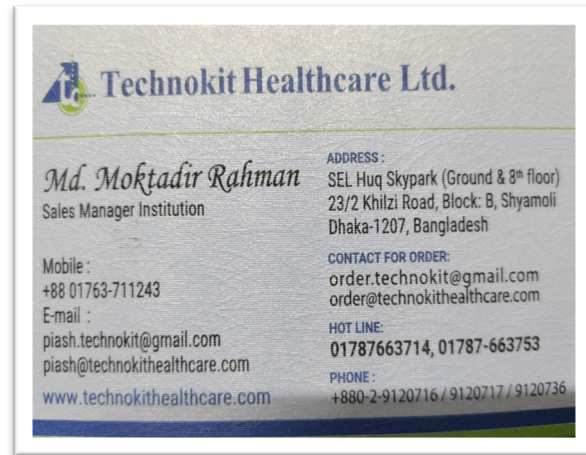 Technokit Healthcare Ltd.
Md. Moktadir Rahman
Sales Manager Institution
Mobile :
+88 01763-711243
E-mail :
piash.technokit@gmail.com
piash@technokithealthcare.com
www.technokithealthcare.com
ADDRESS :
SEL Huq Skypark (Ground & 8th floor)
23/2 Khilzi Road, Block: B, Shyamoli
Dhaka-1207, Bangladesh
CONTACT FOR ORDER:
order.technokit@gmail.com
order@technokithealthcare.com
HOT LINE:
01787663714, 01787-663753
PHONE :
+880-2-9120716 / 9120717 / 9120736